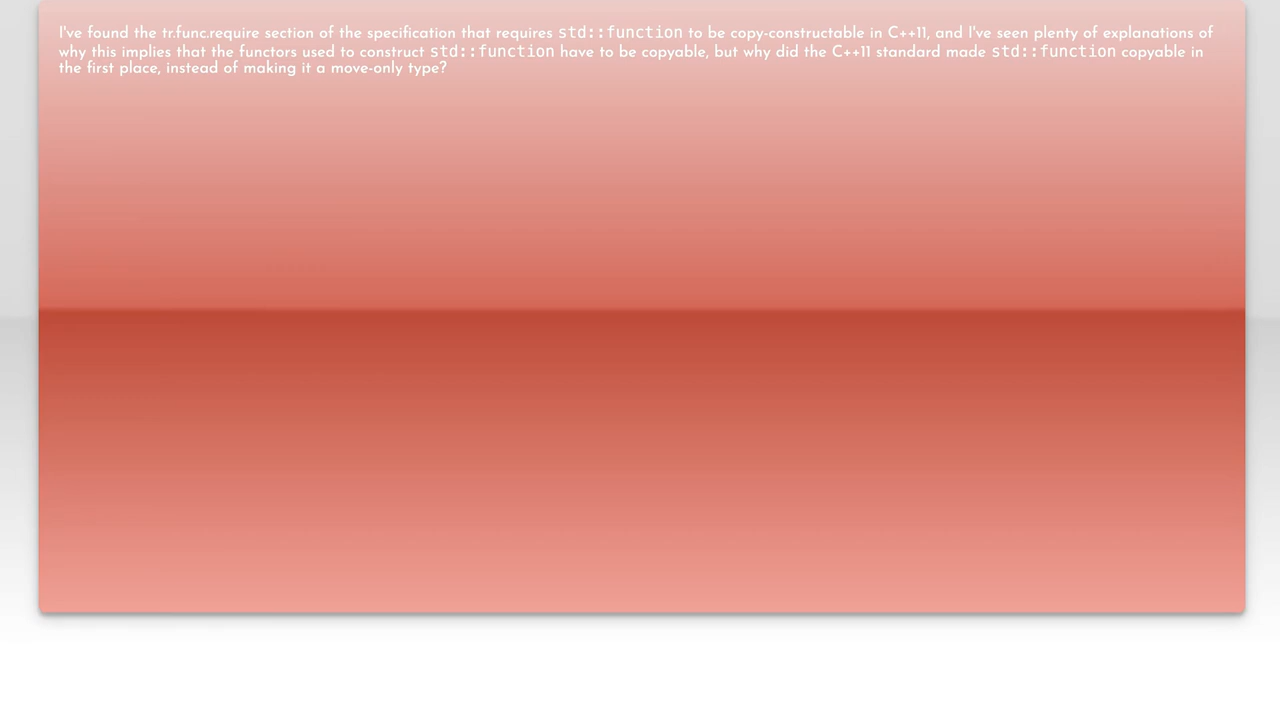 I've found the tr.func.require section of the specification that requires std::function to be copy-constructable in C++11, and I've seen plenty of explanations of
why this implies that the functors used to construct std::function have to be copyable, but why did the C++11 standard made std::function copyable in
the first place, instead of making it a move-only type?